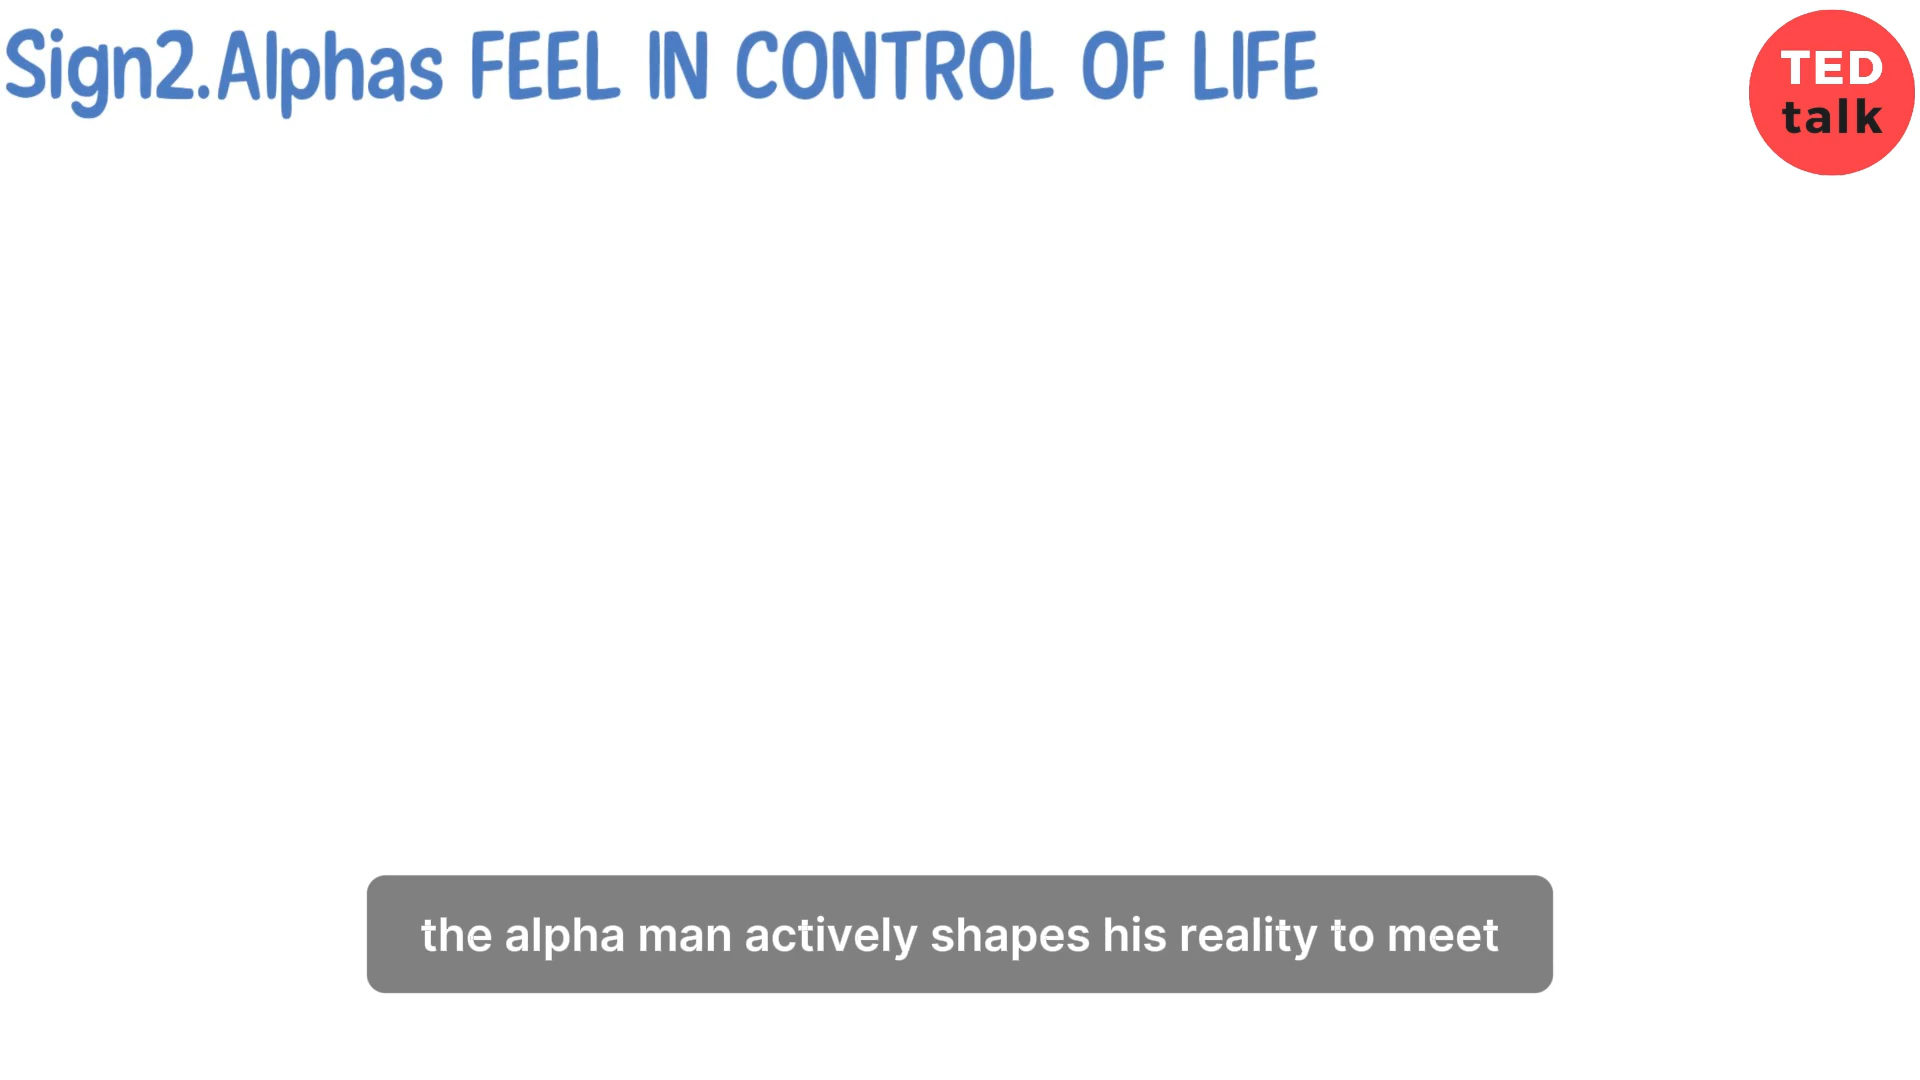 Sign2.Alphas FEEL IN CONTROL OF LIFE
TED
talk
the alpha man actively shapes his reality to meet